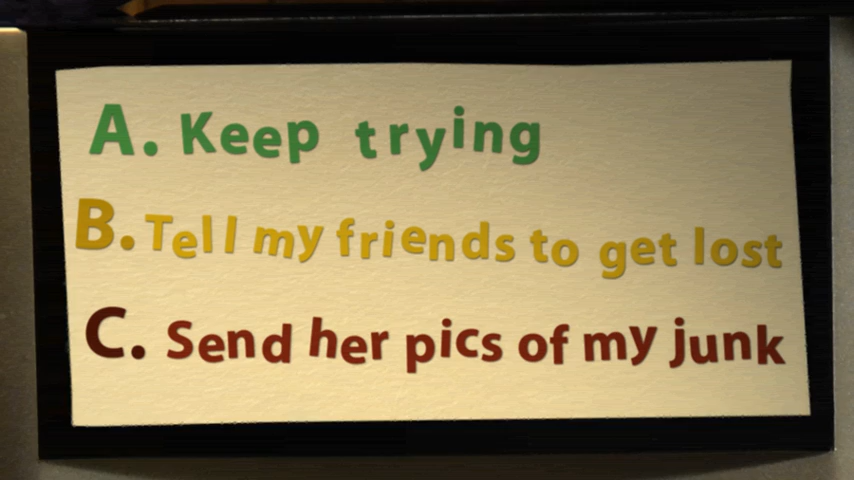 A. Keep trying
B. Tell my friends to get lost
C. Send her pics of my junk